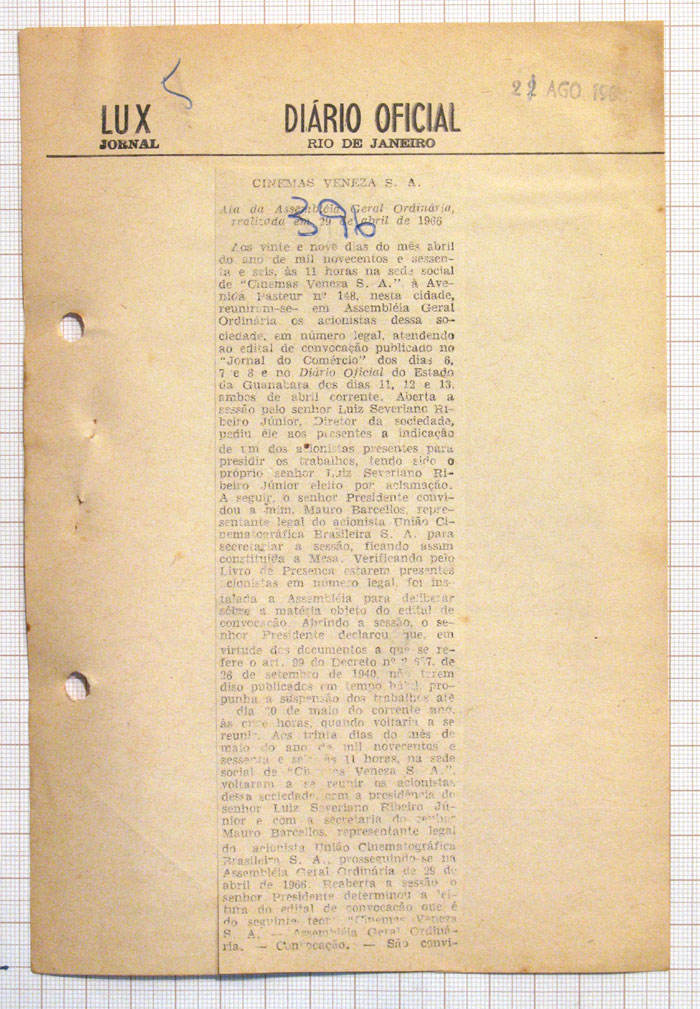 22 AGO 196
LUX
JORNAL
DIÁRIO OFICIAL
RIO DE JANEIRO
CINEMAS VENEZA S. A.
396
Ata da Assembléia Geral Ordinária,
realizada em 29 de abril de 1966
Aos vinte e nove dias do mês abril
do ano de mil novecentos e sessen-
ta e seis, às 11 horas na sede social
de "Cinemas Veneza S. A.", à Ave-
nida Pasteur nº 148, nesta cidade,
reuniram-se- em Assembléia Geral
Ordinária os acionistas dessa so-
ciedade, em número legal, atendendo
ao edital de convocação publicado no
"Jornal do Comércio" dos dias 6,
7 e 8 e no Diário Oficial do Estado
da Guanabara dos dias 11, 12 e 13,
ambos de abril corrente. Aberta a
sessão pelo senhor Luiz Severiano Ri-
beiro Júnior, Diretor da sociedade,
pediu êle aos presentes a indicação
de um dos acionistas presentes para
presidir os trabalhos, tendo sido o
próprio senhor Luiz Severiano Ri-
beiro Júnior eleito por aclamação.
A seguir, o senhor Presidente convi-
dou a mim, Mauro Barcellos, repre-
sentante legal do acionista União Ci-
nematográfica Brasileira S. A. para
secretariar a sessão, ficando assim
constituída a Mesa. Verificando pelo
Livro de Presença estarem presentes
acionistas em número legal, foi ins-
talada a Assembléia para deliberar
sôbre a matéria objeto do edital de
convocação. Abrindo a sessão, o se-
nhor Presidente declarou que, em
virtude dos documentos a que se re-
fere o art. 99 do Decreto nº de
26 de setembro de 1940, não terem
sido publicados em tempo hábil, pro-
punha a suspensão dos trabalhos até
dia 30 de maio do corrente ano,
às onze horas, quando voltaria a se
reunir. Aos trinta dias do mês de
maio do ano de mil novecentos e
sessenta e seis às 11 horas, na sede
social de "Cinemas Veneza S. A.",
voltaram a se reunir os acionistas
dessa sociedade, com a presidência do
senhor Luiz Severiano Ribeiro Jú-
nior e com a secretaria do senhor
Mauro Barcellos, representante legal
do acionista União Cinematográfica
Brasileira S. A., prosseguindo-se na
Assembléia Geral Ordinária de 29 de
abril de 1966. Reaberta a sessão o
senhor Presidente determinou a lei-
tura do edital de convocação que é
do seguinte teor: "Cinemas Veneza
S. A. — Assembléia Geral Ordiná-
ria. — Convocação. — São convi-